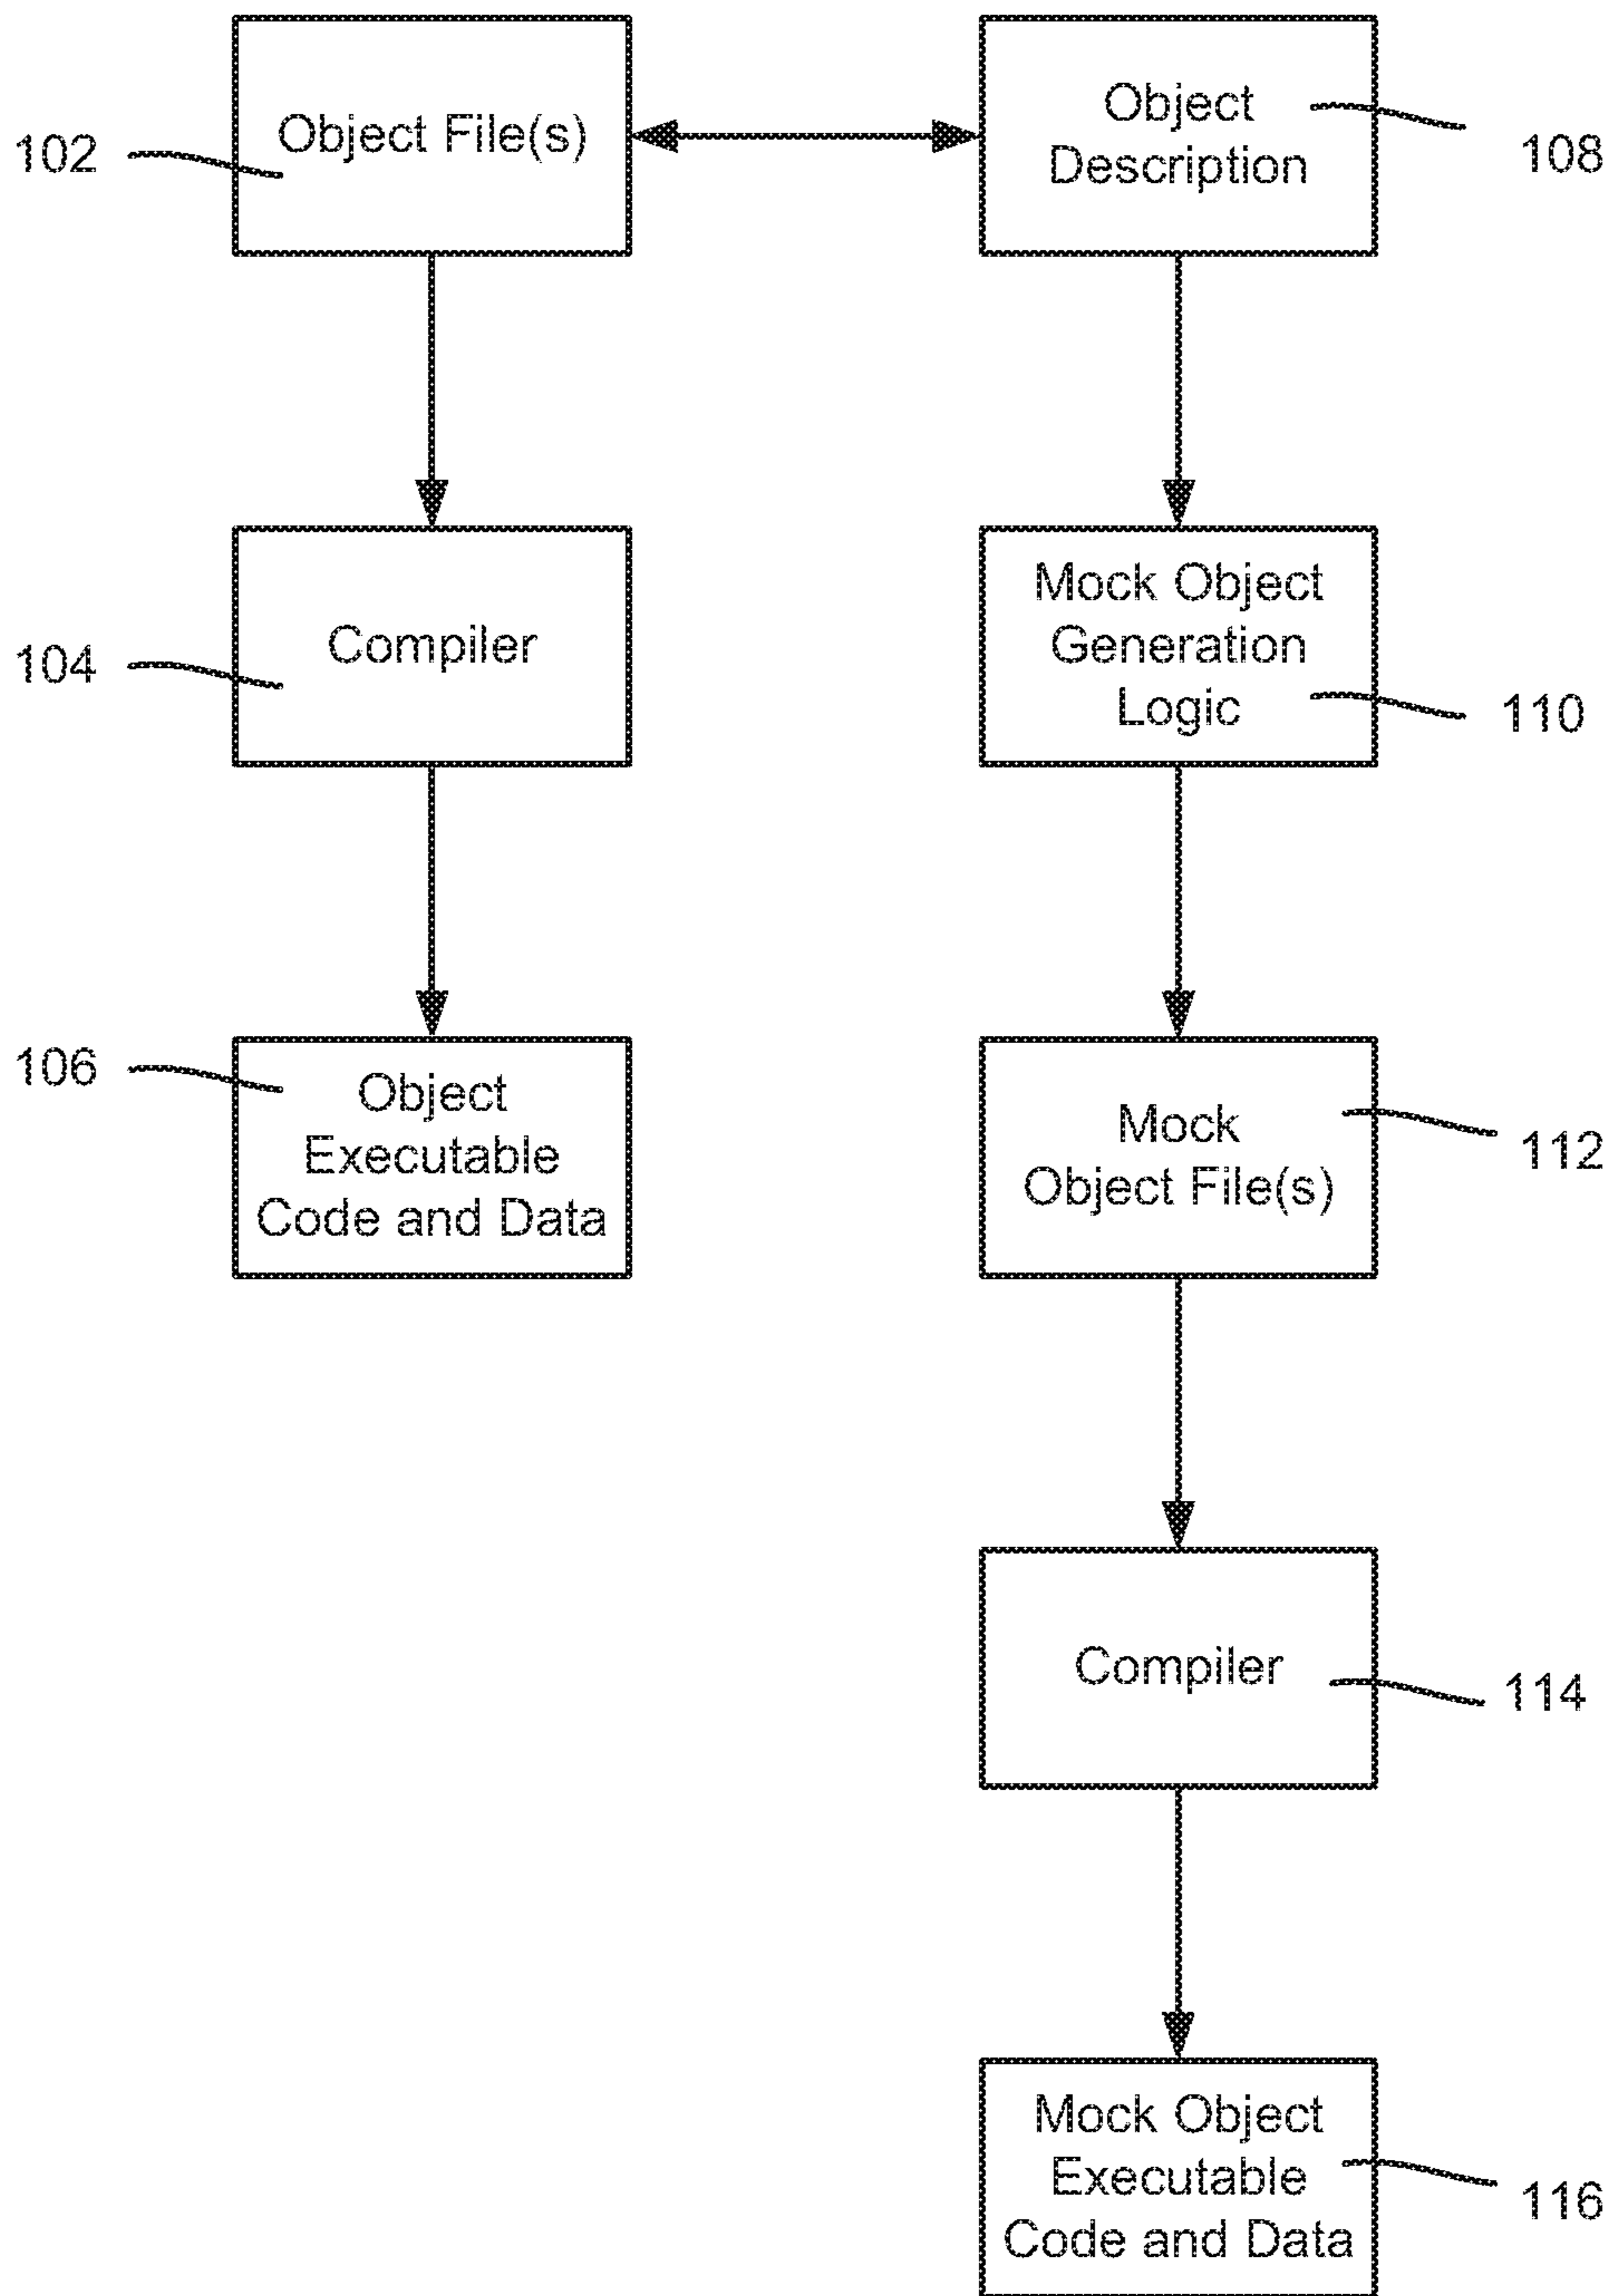 Object File(s)
102
Object
Description
108
Compiler
104
Mock Object
Generation
Logic
110
106
Object
Executable
Code and Data
Mock
Object File(s)
112
Compiler
114
Mock Object
Executable
Code and Data
116